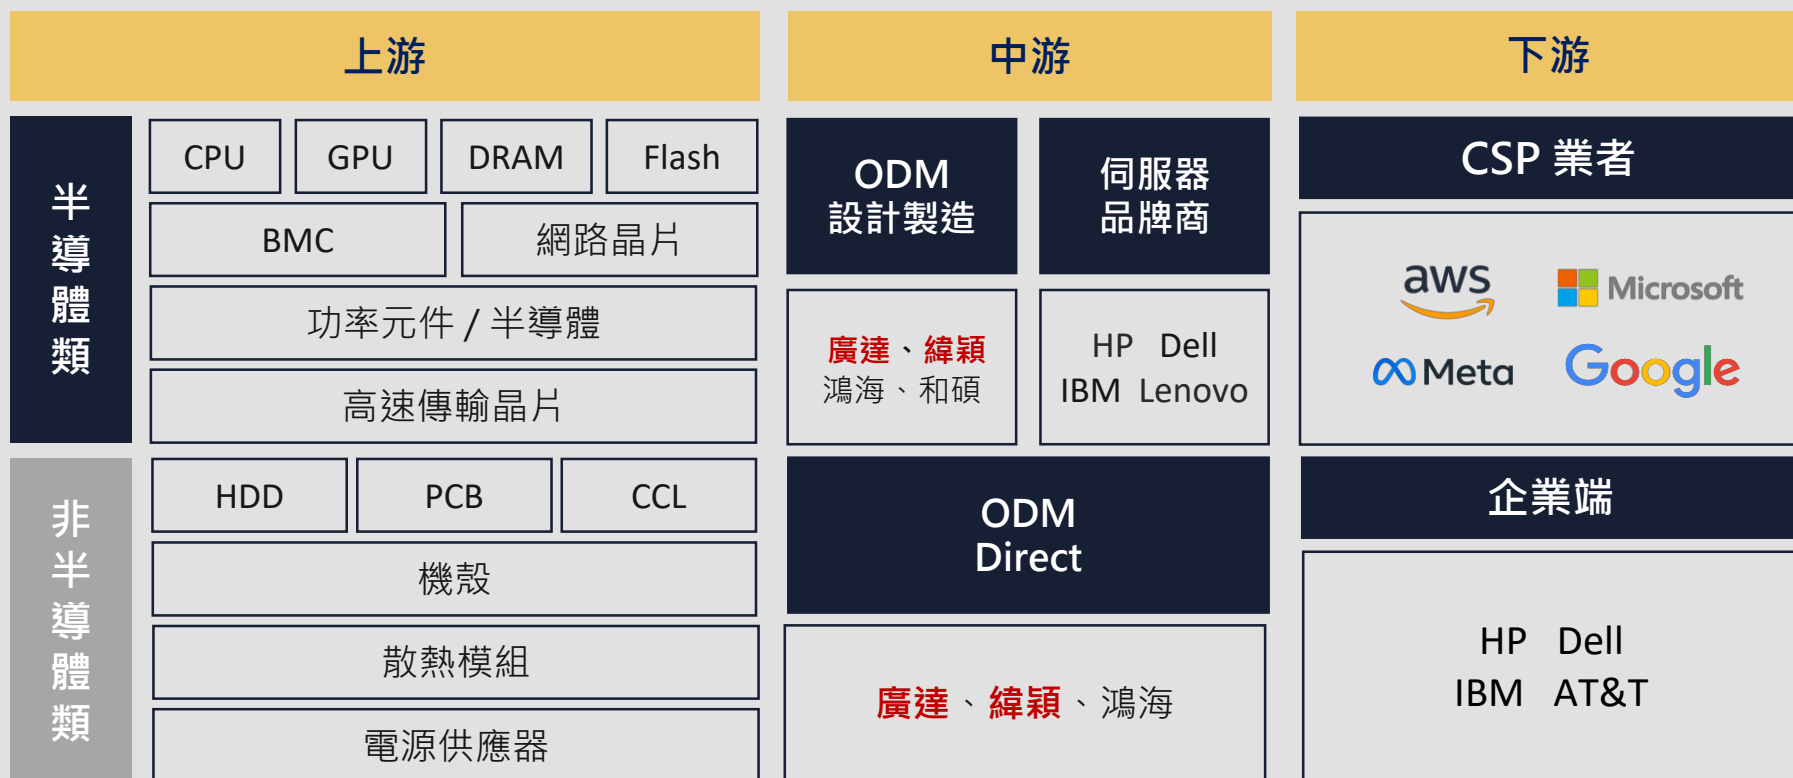 上游
中游
下游
半導體類
CPU
GPU
DRAM
Flash
BMC
網路晶片
功率元件 / 半導體
高速傳輸晶片
非半導體類
HDD
PCB
CCL
機殼
散熱模組
電源供應器
ODM
設計製造
伺服器
品牌商
廣達、緯穎
鴻海、和碩
HP Dell
IBM Lenovo
ODM
Direct
廣達、緯穎、鴻海
CSP 業者
aws
Microsoft
Meta
Google
企業端
HP Dell
IBM AT&T